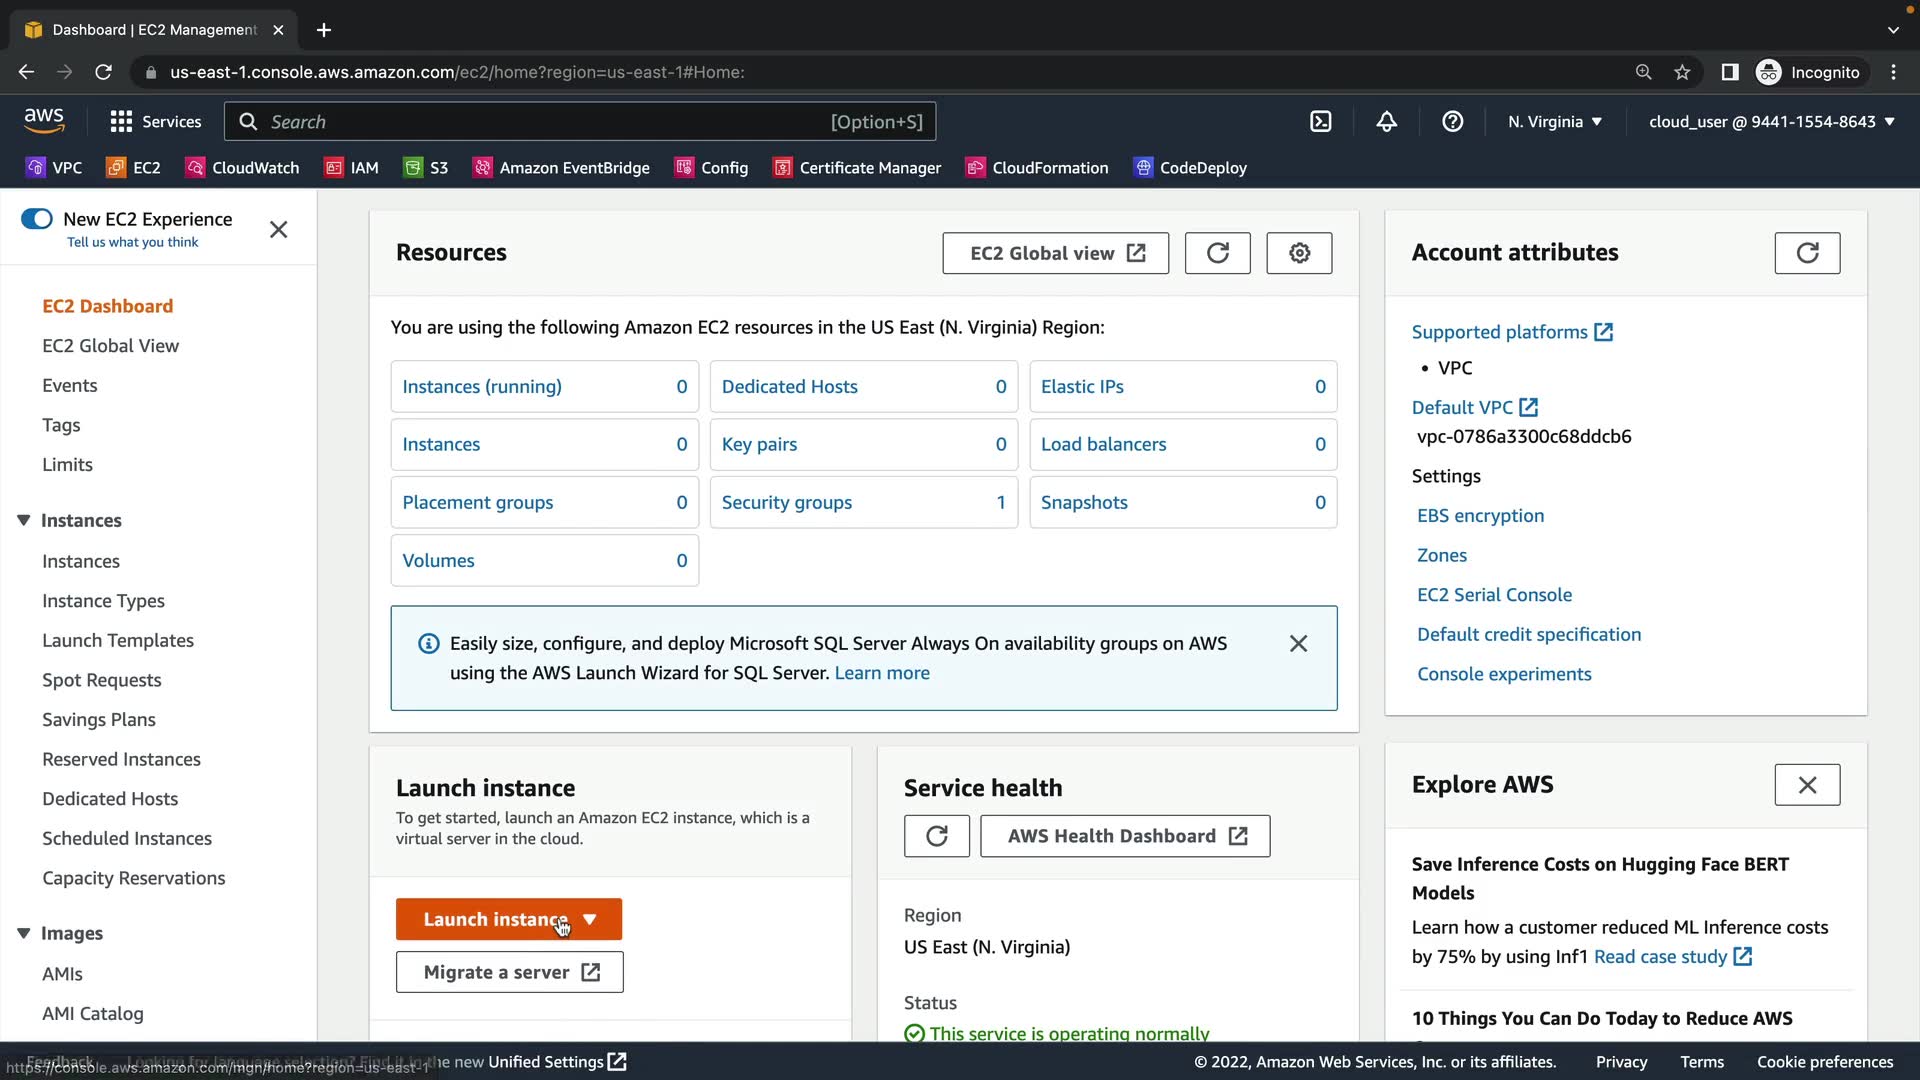 Dashboard | EC2 Management
us-east-1.console.aws.amazon.com/ec2/home?region=us-east-1#Home:
Incognito
aws
Services
Search
[Option+S]
N. Virginia
cloud_user @ 9441-1554-8643
VPC
EC2
CloudWatch
IAM
S3
Amazon EventBridge
Config
Certificate Manager
CloudFormation
CodeDeploy
New EC2 Experience
Tell us what you think
EC2 Dashboard
EC2 Global View
Events
Tags
Limits
Instances
Instances
Instance Types
Launch Templates
Spot Requests
Savings Plans
Reserved Instances
Dedicated Hosts
Scheduled Instances
Capacity Reservations
Images
AMIs
AMI Catalog
Resources
EC2 Global view
You are using the following Amazon EC2 resources in the US East (N. Virginia) Region:
Instances (running) 0
Dedicated Hosts 0
Elastic IPs 0
Instances 0
Key pairs 0
Load balancers 0
Placement groups 0
Security groups 1
Snapshots 0
Volumes 0
Easily size, configure, and deploy Microsoft SQL Server Always On availability groups on AWS
using the AWS Launch Wizard for SQL Server. Learn more
Launch instance
To get started, launch an Amazon EC2 instance, which is a
virtual server in the cloud.
Launch instance
Migrate a server
Service health
AWS Health Dashboard
Region
US East (N. Virginia)
Status
This service is operating normally
Account attributes
Supported platforms
• VPC
Default VPC
vpc-0786a3300c68ddcb6
Settings
EBS encryption
Zones
EC2 Serial Console
Default credit specification
Console experiments
Explore AWS
Save Inference Costs on Hugging Face BERT
Models
Learn how a customer reduced ML Inference costs
by 75% by using Inf1 Read case study
10 Things You Can Do Today to Reduce AWS
Feedback
Looking for language selection? Find it in the new Unified Settings
https://console.aws.amazon.com/mgn/home?region=us-east-1
© 2022, Amazon Web Services, Inc. or its affiliates.
Privacy
Terms
Cookie preferences